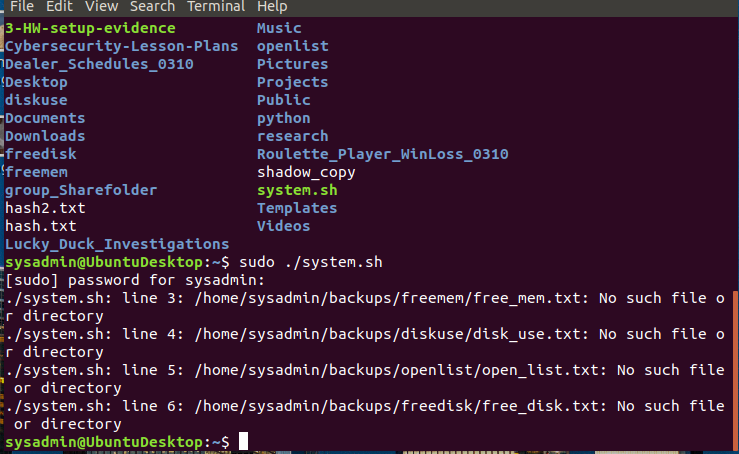 File Edit View Search Terminal Help
3-HW-setup-evidence Music
Cybersecurity-Lesson-Plans openlist
Dealer_Schedules_0310 Pictures
Desktop Projects
diskuse Public
Documents python
Downloads research
freedisk Roulette_Player_WinLoss_0310
freemem shadow_copy
group_Sharefolder system.sh
hash2.txt Templates
hash.txt Videos
Lucky_Duck_Investigations
sysadmin@UbuntuDesktop:~$ sudo ./system.sh
[sudo] password for sysadmin:
./system.sh: line 3: /home/sysadmin/backups/freemem/free_mem.txt: No such file o
r directory
./system.sh: line 4: /home/sysadmin/backups/diskuse/disk_use.txt: No such file o
r directory
./system.sh: line 5: /home/sysadmin/backups/openlist/open_list.txt: No such file
 or directory
./system.sh: line 6: /home/sysadmin/backups/freedisk/free_disk.txt: No such file
 or directory
sysadmin@UbuntuDesktop:~$